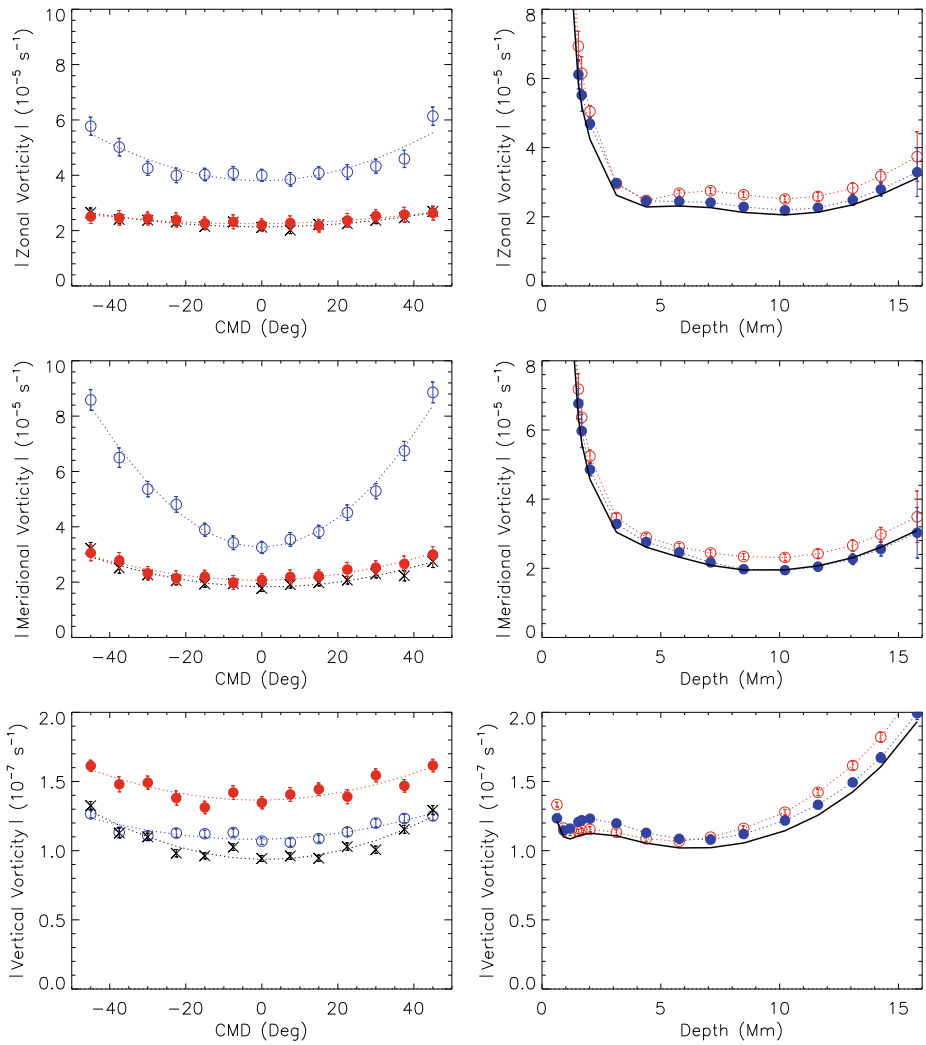 10
8
6
4
2
0
| Zonal Vorticity | (10⁻⁵ s⁻¹)
−40 −20 0 20 40
CMD (Deg)
8
6
4
2
0
| Zonal Vorticity | (10⁻⁵ s⁻¹)
0 5 10 15
Depth (Mm)
10
8
6
4
2
0
| Meridional Vorticity | (10⁻⁵ s⁻¹)
−40 −20 0 20 40
CMD (Deg)
8
6
4
2
0
| Meridional Vorticity | (10⁻⁵ s⁻¹)
0 5 10 15
Depth (Mm)
2.0
1.5
1.0
0.5
0.0
| Vertical Vorticity | (10⁻⁷ s⁻¹)
−40 −20 0 20 40
CMD (Deg)
2.0
1.5
1.0
0.5
0.0
| Vertical Vorticity | (10⁻⁷ s⁻¹)
0 5 10 15
Depth (Mm)